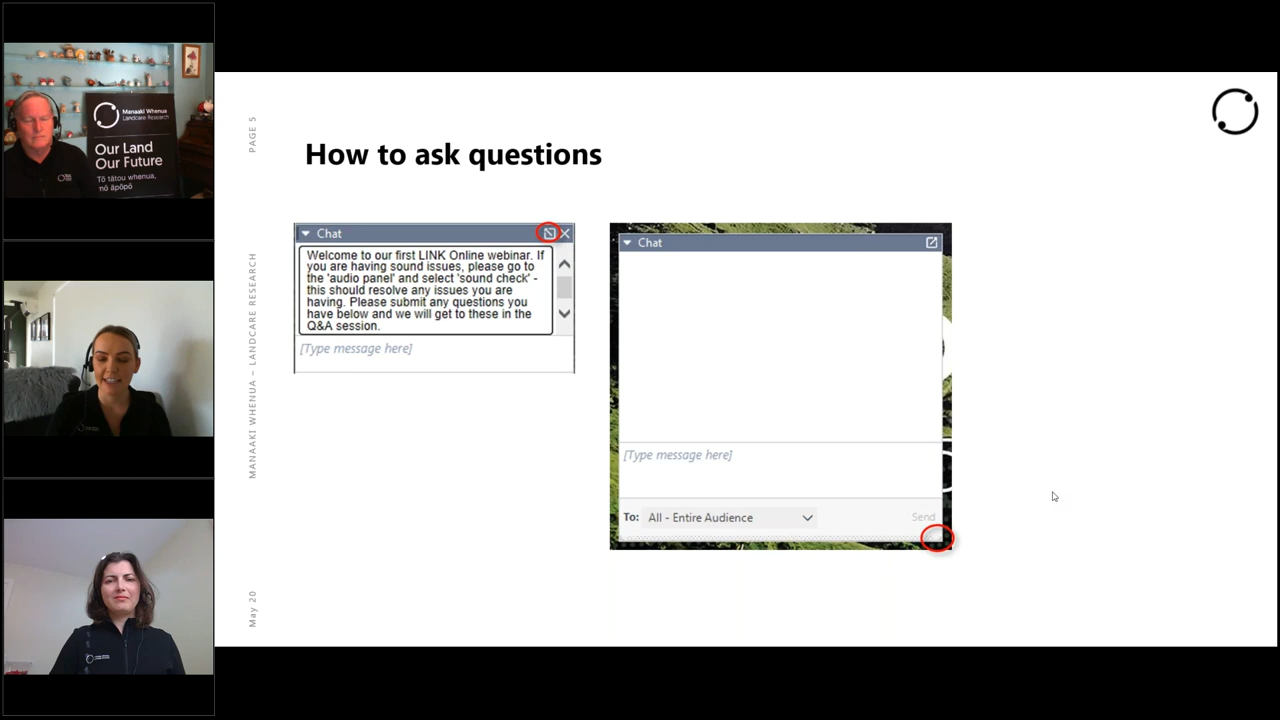 Manaaki Whenua
Landcare Research
Our Land
Our Future
Tō tātou whenua,
mō āpōpō
PAGE 5
MANAAKI WHENUA – LANDCARE RESEARCH
May 20
How to ask questions
Chat
Welcome to our first LINK Online webinar. If
you are having sound issues, please go to
the 'audio panel' and select 'sound check' -
this should resolve any issues you are
having. Please submit any questions you
have below and we will get to these in the
Q&A session.
[Type message here]
Chat
[Type message here]
To: All - Entire Audience
Send